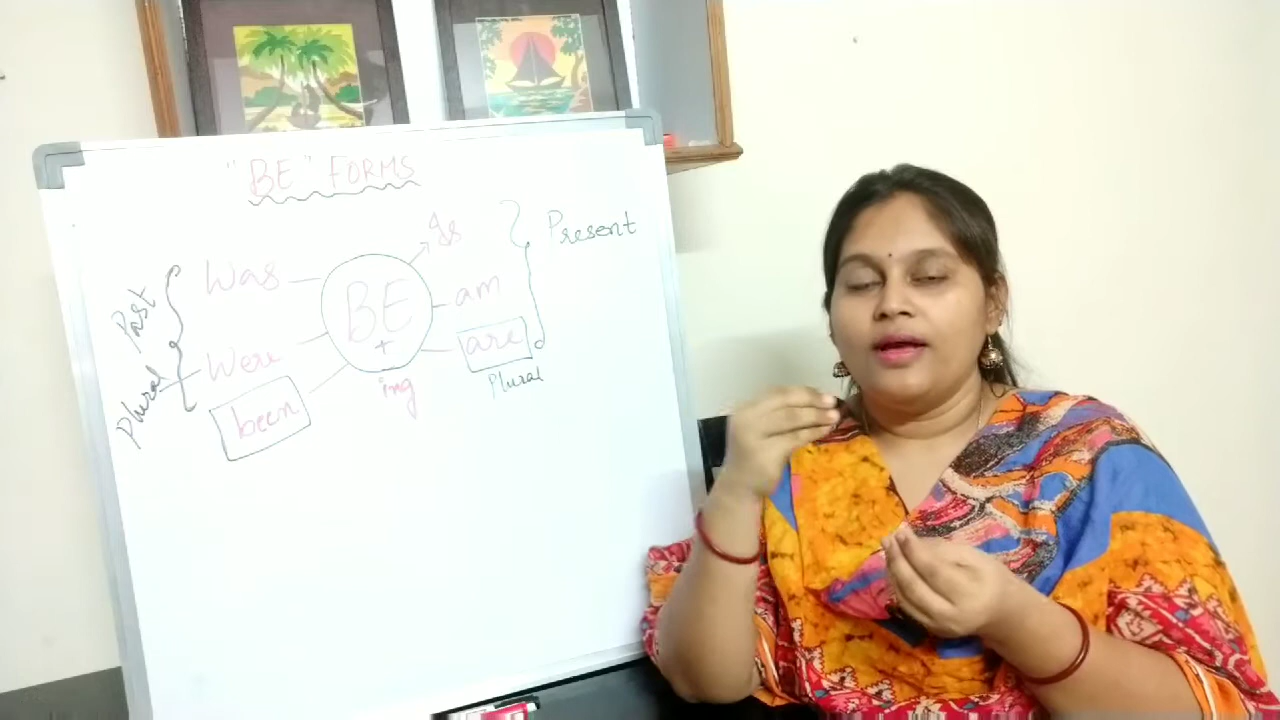 "BE" FORMS
Is
Present
Was
BE
am
Past
Were
+
are
Plural
been
ing
Plural